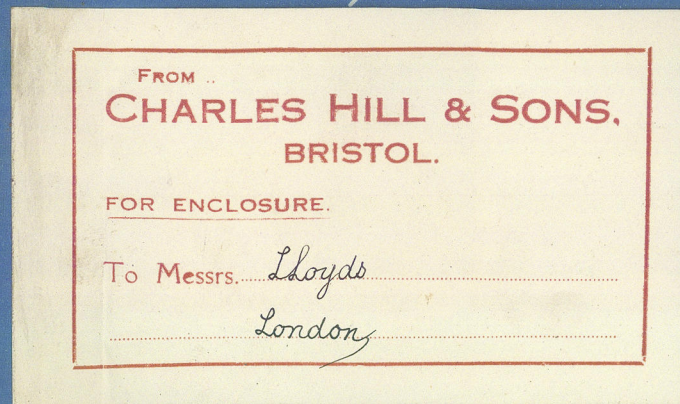 FROM ..
CHARLES HILL & SONS,
BRISTOL.
FOR ENCLOSURE.
To Messrs. Lloyds
London,